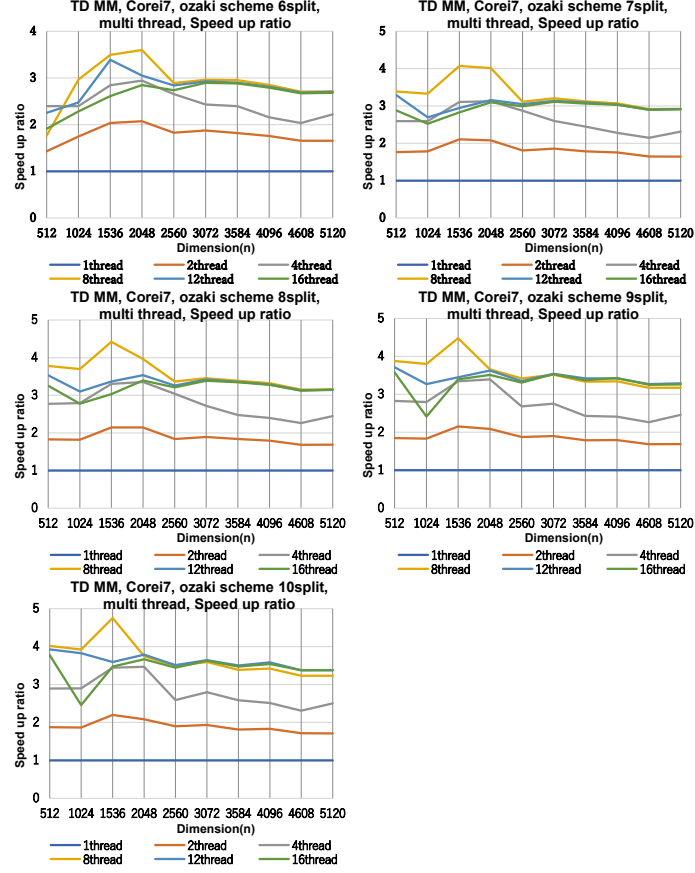 TD MM, Corei7, ozaki scheme 6split,
multi thread, Speed up ratio
4
3
2
1
0
Speed up ratio
512 1024 1536 2048 2560 3072 3584 4096 4608 5120
Dimension(n)
1thread 2thread 4thread
8thread 12thread 16thread
TD MM, Corei7, ozaki scheme 7split,
multi thread, Speed up ratio
5
4
3
2
1
0
Speed up ratio
512 1024 1536 2048 2560 3072 3584 4096 4608 5120
Dimension(n)
1thread 2thread 4thread
8thread 12thread 16thread
TD MM, Corei7, ozaki scheme 8split,
multi thread, Speed up ratio
5
4
3
2
1
0
Speed up ratio
512 1024 1536 2048 2560 3072 3584 4096 4608 5120
Dimension(n)
1thread 2thread 4thread
8thread 12thread 16thread
TD MM, Corei7, ozaki scheme 9split,
multi thread, Speed up ratio
5
4
3
2
1
0
Speed up ratio
512 1024 1536 2048 2560 3072 3584 4096 4608 5120
Dimension(n)
1thread 2thread 4thread
8thread 12thread 16thread
TD MM, Corei7, ozaki scheme 10split,
multi thread, Speed up ratio
5
4
3
2
1
0
Speed up ratio
512 1024 1536 2048 2560 3072 3584 4096 4608 5120
Dimension(n)
1thread 2thread 4thread
8thread 12thread 16thread